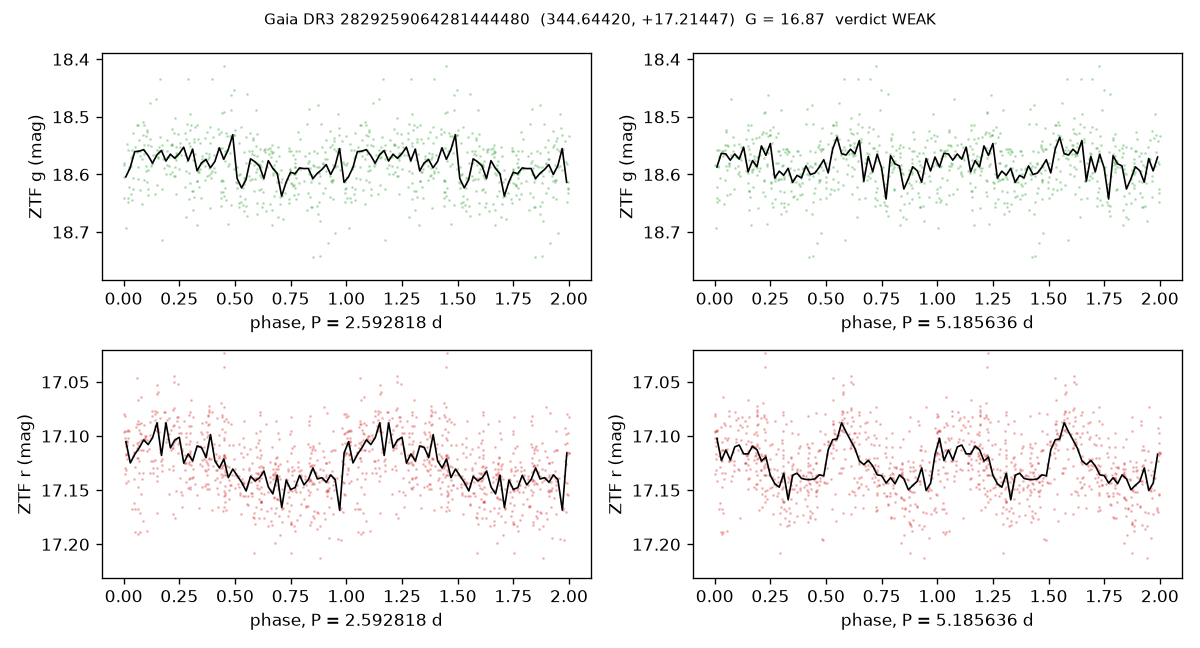 Gaia DR3 2829259064281444480 (344.64420, +17.21447) G = 16.87 verdict WEAK
ZTF g (mag)
18.4
18.5
18.6
18.7
0.00 0.25 0.50 0.75 1.00 1.25 1.50 1.75 2.00
phase, P = 2.592818 d
ZTF g (mag)
18.4
18.5
18.6
18.7
0.00 0.25 0.50 0.75 1.00 1.25 1.50 1.75 2.00
phase, P = 5.185636 d
ZTF r (mag)
17.05
17.10
17.15
17.20
0.00 0.25 0.50 0.75 1.00 1.25 1.50 1.75 2.00
phase, P = 2.592818 d
ZTF r (mag)
17.05
17.10
17.15
17.20
0.00 0.25 0.50 0.75 1.00 1.25 1.50 1.75 2.00
phase, P = 5.185636 d